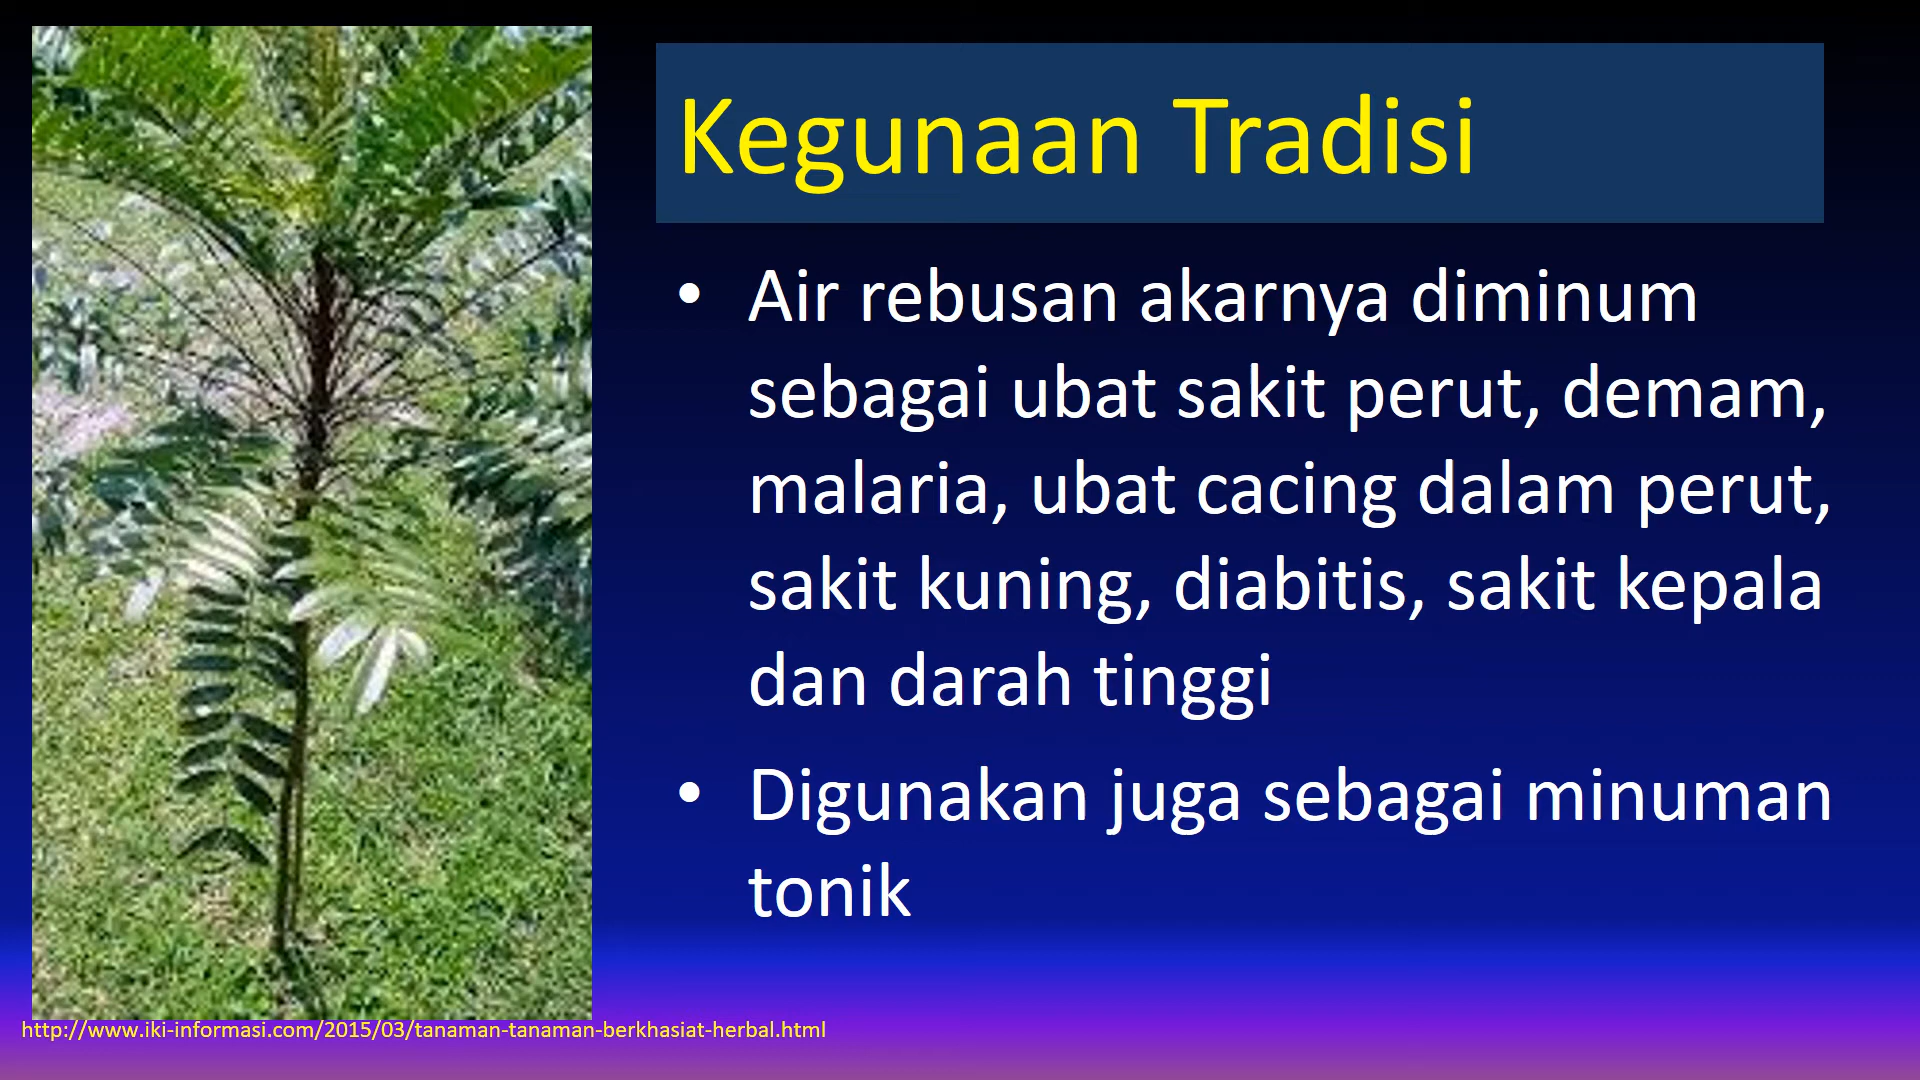 Kegunaan Tradisi
• Air rebusan akarnya diminum
sebagai ubat sakit perut, demam,
malaria, ubat cacing dalam perut,
sakit kuning, diabitis, sakit kepala
dan darah tinggi
• Digunakan juga sebagai minuman
tonik
http://www.iki-informasi.com/2015/03/tanaman-tanaman-berkhasiat-herbal.html